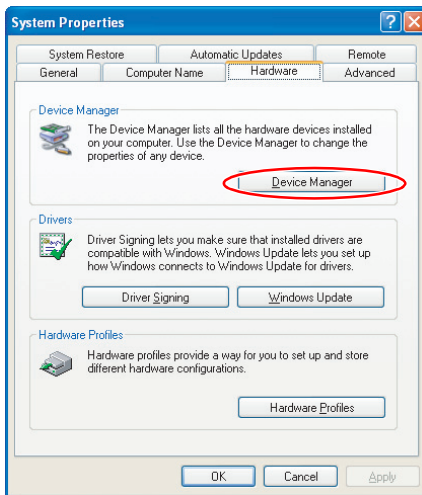 System Properties
System Restore Automatic Updates Remote
General Computer Name Hardware Advanced
Device Manager
The Device Manager lists all the hardware devices installed
on your computer. Use the Device Manager to change the
properties of any device.
Device Manager
Drivers
Driver Signing lets you make sure that installed drivers are
compatible with Windows. Windows Update lets you set up
how Windows connects to Windows Update for drivers.
Driver Signing Windows Update
Hardware Profiles
Hardware profiles provide a way for you to set up and store
different hardware configurations.
Hardware Profiles
OK Cancel Apply